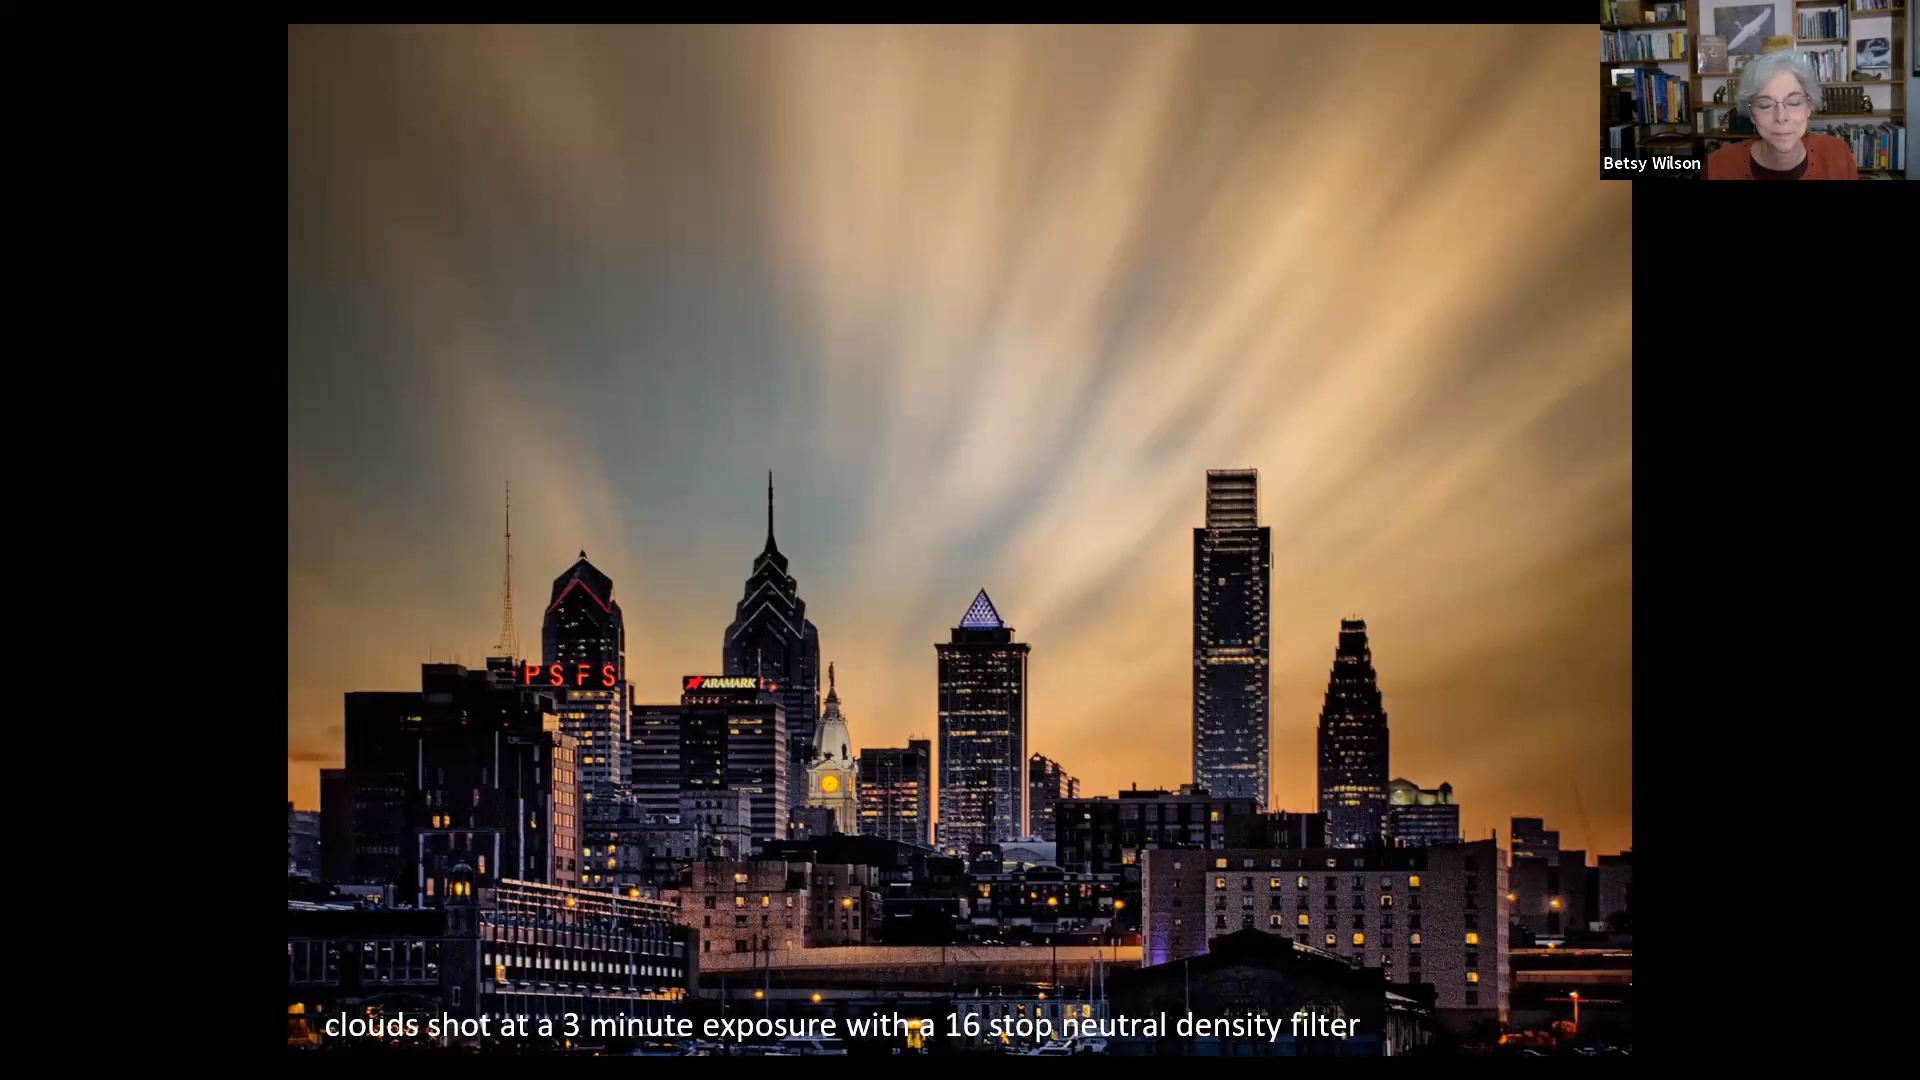 Betsy Wilson
PSFS
ARAMARK
clouds shot at a 3 minute exposure with a 16 stop neutral density filter